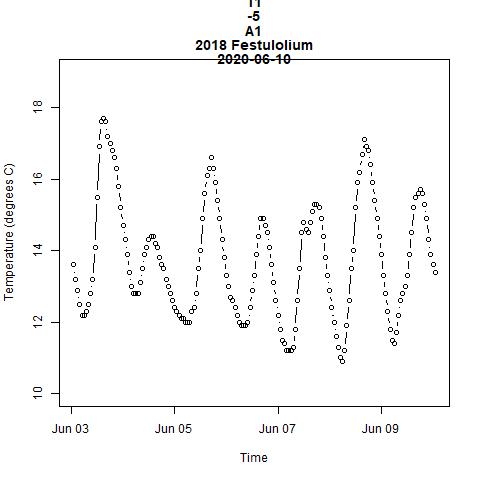 T1
-5
A1
2018 Festulolium
2020-06-10
Temperature (degrees C)
18
16
14
12
10
Jun 03
Jun 05
Jun 07
Jun 09
Time